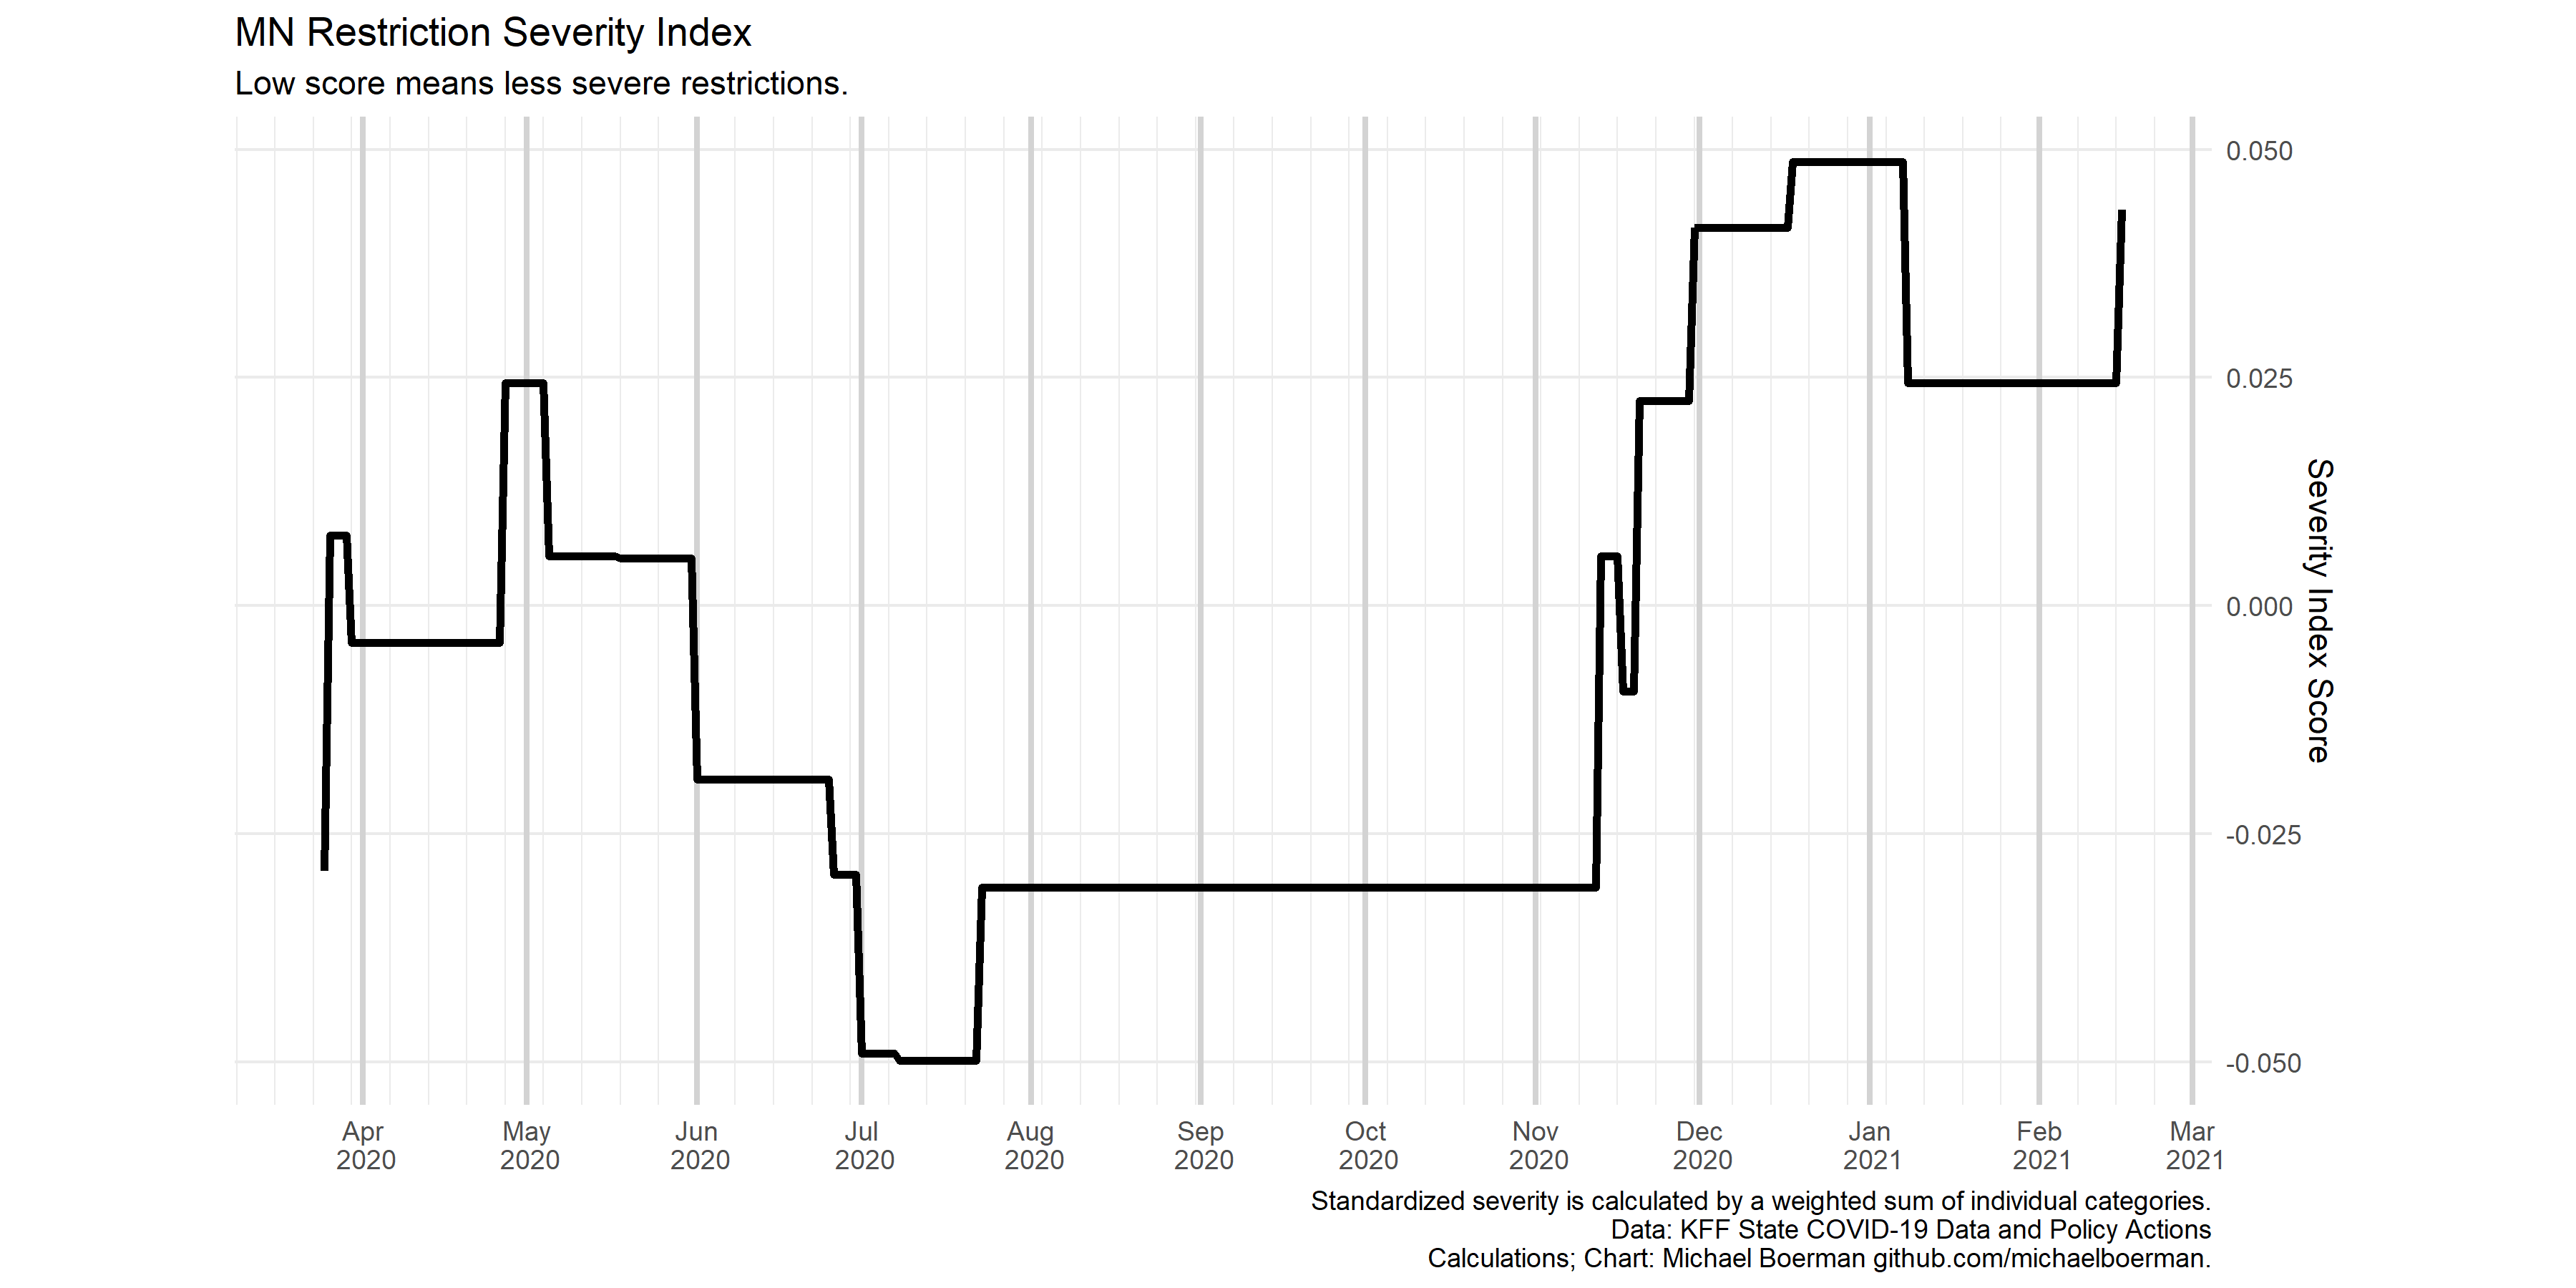 MN Restriction Severity Index
Low score means less severe restrictions.
0.050
0.025
0.000
-0.025
-0.050
Severity Index Score
Apr
2020
May
2020
Jun
2020
Jul
2020
Aug
2020
Sep
2020
Oct
2020
Nov
2020
Dec
2020
Jan
2021
Feb
2021
Mar
2021
Standardized severity is calculated by a weighted sum of individual categories.
Data: KFF State COVID-19 Data and Policy Actions
Calculations; Chart: Michael Boerman github.com/michaelboerman.